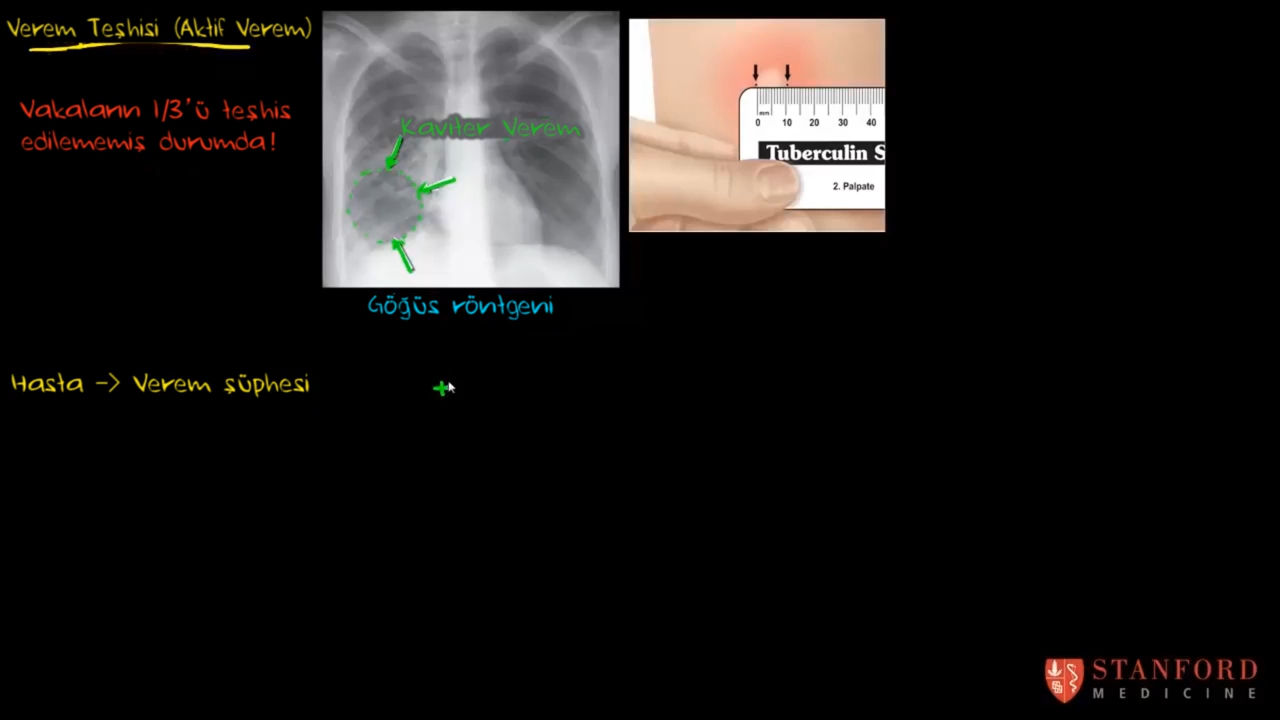 Verem Teşhisi (Aktif Verem)
Vakaların 1/3'ü teşhis
edilememiş durumda!
Kaviter Verem
Göğüs röntgeni
mm
0 10 20 30 40
Tuberculin S
2. Palpate
Hasta -> Verem şüphesi
+
STANFORD
MEDICINE